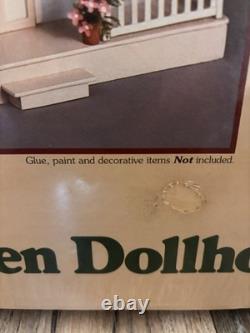 Glue, paint and decorative items Not included.
en Dollho